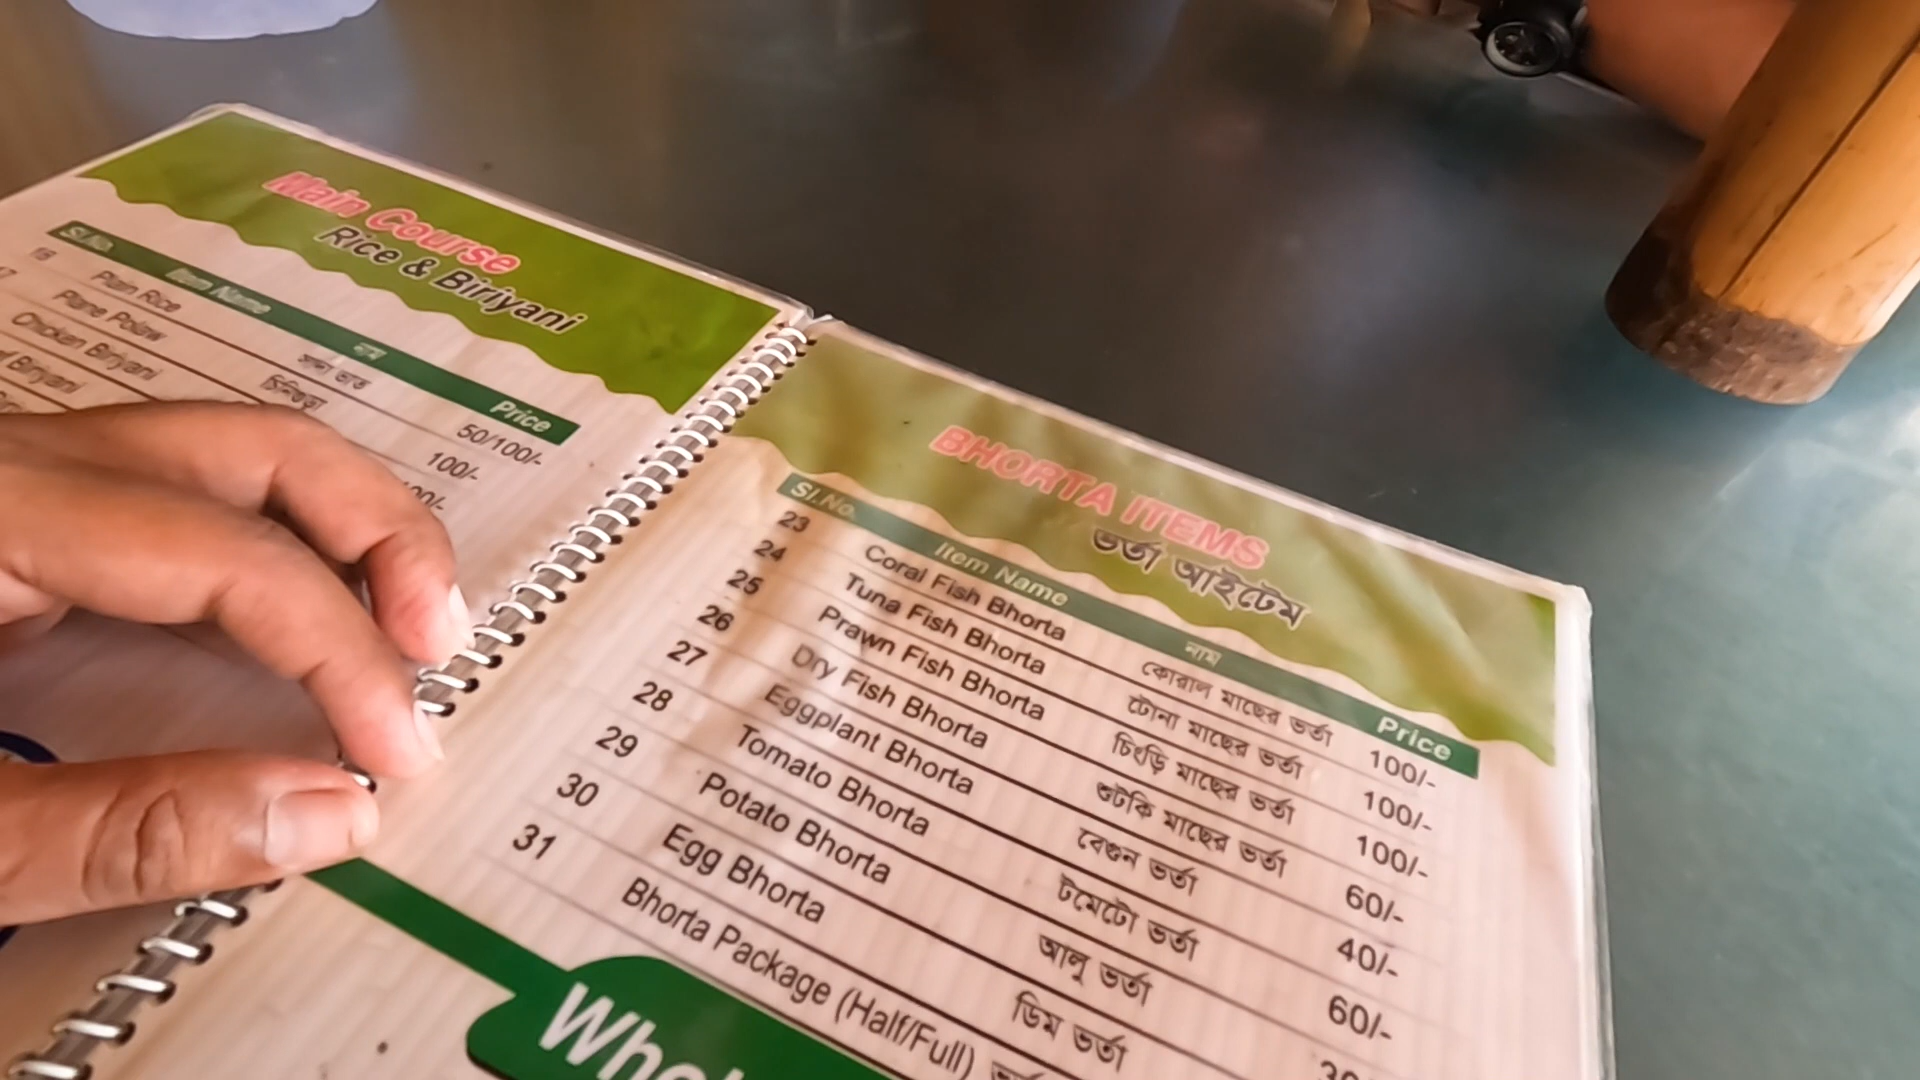 Main Course
Rice & Biriyani
Sl.No. Item Name নাম Price
16 Plain Rice সাদা ভাত 50/100/-
17 Plane Polaw 100/-
Chicken Biriyani
Biriyani
BHORTA ITEMS
ভর্তা আইটেম
Sl.No. Item Name নাম Price
23 Coral Fish Bhorta কোরাল মাছের ভর্তা 100/-
24 Tuna Fish Bhorta টোনা মাছের ভর্তা 100/-
25 Prawn Fish Bhorta চিংড়ি মাছের ভর্তা 100/-
26 Dry Fish Bhorta শুটকি মাছের ভর্তা 60/-
27 Eggplant Bhorta বেগুন ভর্তা 40/-
28 Tomato Bhorta টমেটো ভর্তা 60/-
29 Potato Bhorta আলু ভর্তা
30 Egg Bhorta ডিম ভর্তা
31 Bhorta Package (Half/Full)